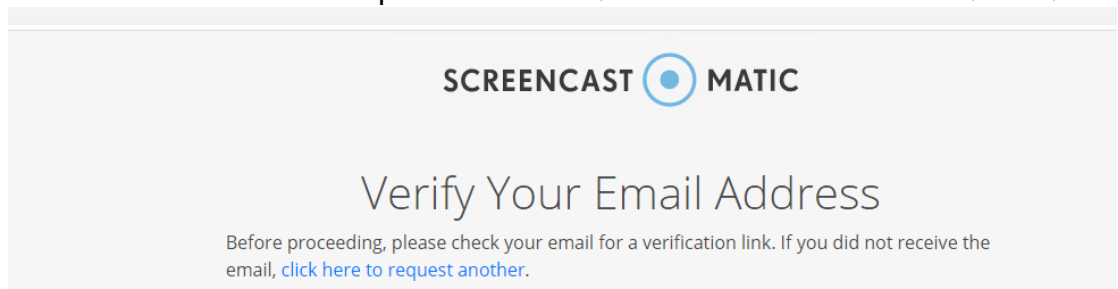 SCREENCAST MATIC
Verify Your Email Address
Before proceeding, please check your email for a verification link. If you did not receive the
email, click here to request another.